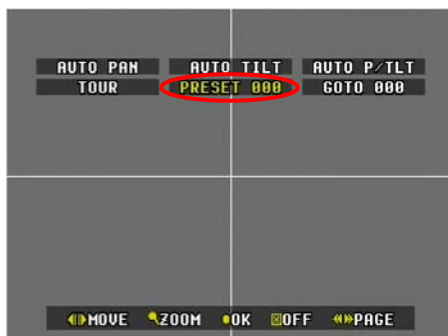 AUTO PAN AUTO TILT AUTO P/TLT
TOUR PRESET 000 GOTO 000
MOVE ZOOM OK OFF PAGE